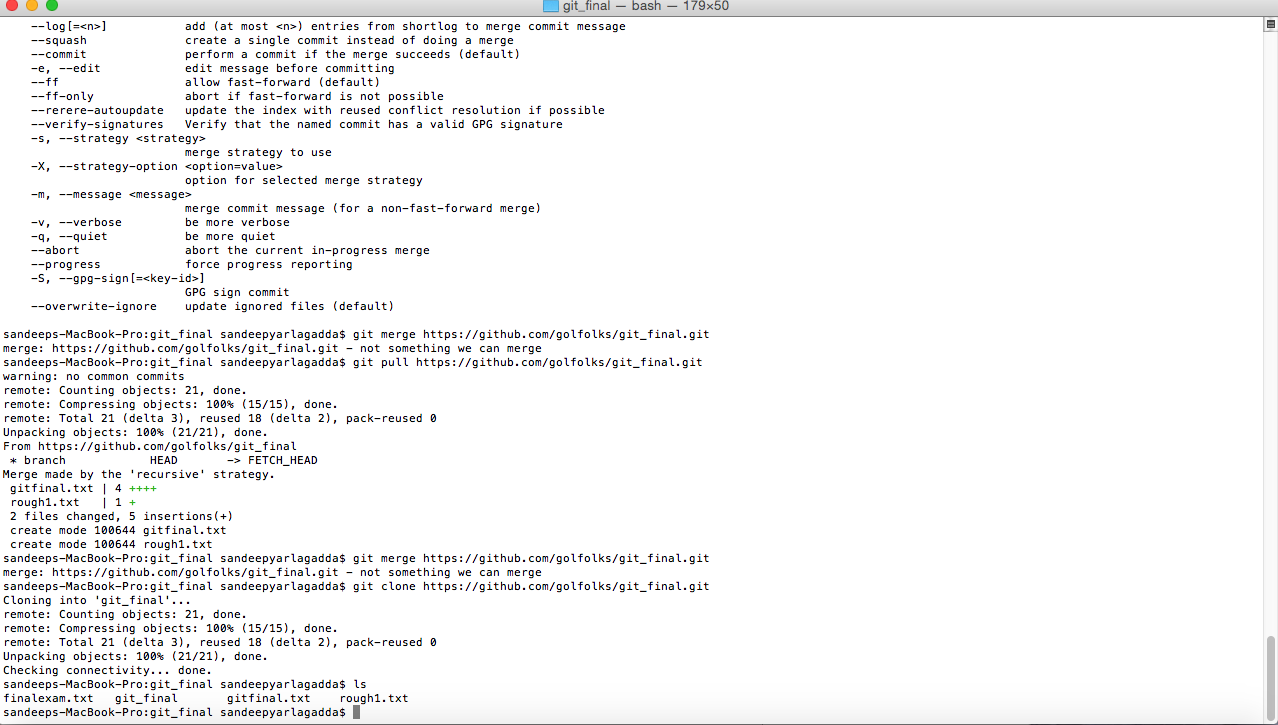 git_final — bash — 179×50
--log[=<n>] add (at most <n>) entries from shortlog to merge commit message
--squash create a single commit instead of doing a merge
--commit perform a commit if the merge succeeds (default)
-e, --edit edit message before committing
--ff allow fast-forward (default)
--ff-only abort if fast-forward is not possible
--rerere-autoupdate update the index with reused conflict resolution if possible
--verify-signatures Verify that the named commit has a valid GPG signature
-s, --strategy <strategy>
merge strategy to use
-X, --strategy-option <option=value>
option for selected merge strategy
-m, --message <message>
merge commit message (for a non-fast-forward merge)
-v, --verbose be more verbose
-q, --quiet be more quiet
--abort abort the current in-progress merge
--progress force progress reporting
-S, --gpg-sign[=<key-id>]
GPG sign commit
--overwrite-ignore update ignored files (default)
sandeeps-MacBook-Pro:git_final sandeepyarlagadda$ git merge https://github.com/golfolks/git_final.git
merge: https://github.com/golfolks/git_final.git - not something we can merge
sandeeps-MacBook-Pro:git_final sandeepyarlagadda$ git pull https://github.com/golfolks/git_final.git
warning: no common commits
remote: Counting objects: 21, done.
remote: Compressing objects: 100% (15/15), done.
remote: Total 21 (delta 3), reused 18 (delta 2), pack-reused 0
Unpacking objects: 100% (21/21), done.
From https://github.com/golfolks/git_final
* branch HEAD -> FETCH_HEAD
Merge made by the 'recursive' strategy.
gitfinal.txt | 4 ++++
rough1.txt | 1 +
2 files changed, 5 insertions(+)
create mode 100644 gitfinal.txt
create mode 100644 rough1.txt
sandeeps-MacBook-Pro:git_final sandeepyarlagadda$ git merge https://github.com/golfolks/git_final.git
merge: https://github.com/golfolks/git_final.git - not something we can merge
sandeeps-MacBook-Pro:git_final sandeepyarlagadda$ git clone https://github.com/golfolks/git_final.git
Cloning into 'git_final'...
remote: Counting objects: 21, done.
remote: Compressing objects: 100% (15/15), done.
remote: Total 21 (delta 3), reused 18 (delta 2), pack-reused 0
Unpacking objects: 100% (21/21), done.
Checking connectivity... done.
sandeeps-MacBook-Pro:git_final sandeepyarlagadda$ ls
finalexam.txt git_final gitfinal.txt rough1.txt
sandeeps-MacBook-Pro:git_final sandeepyarlagadda$